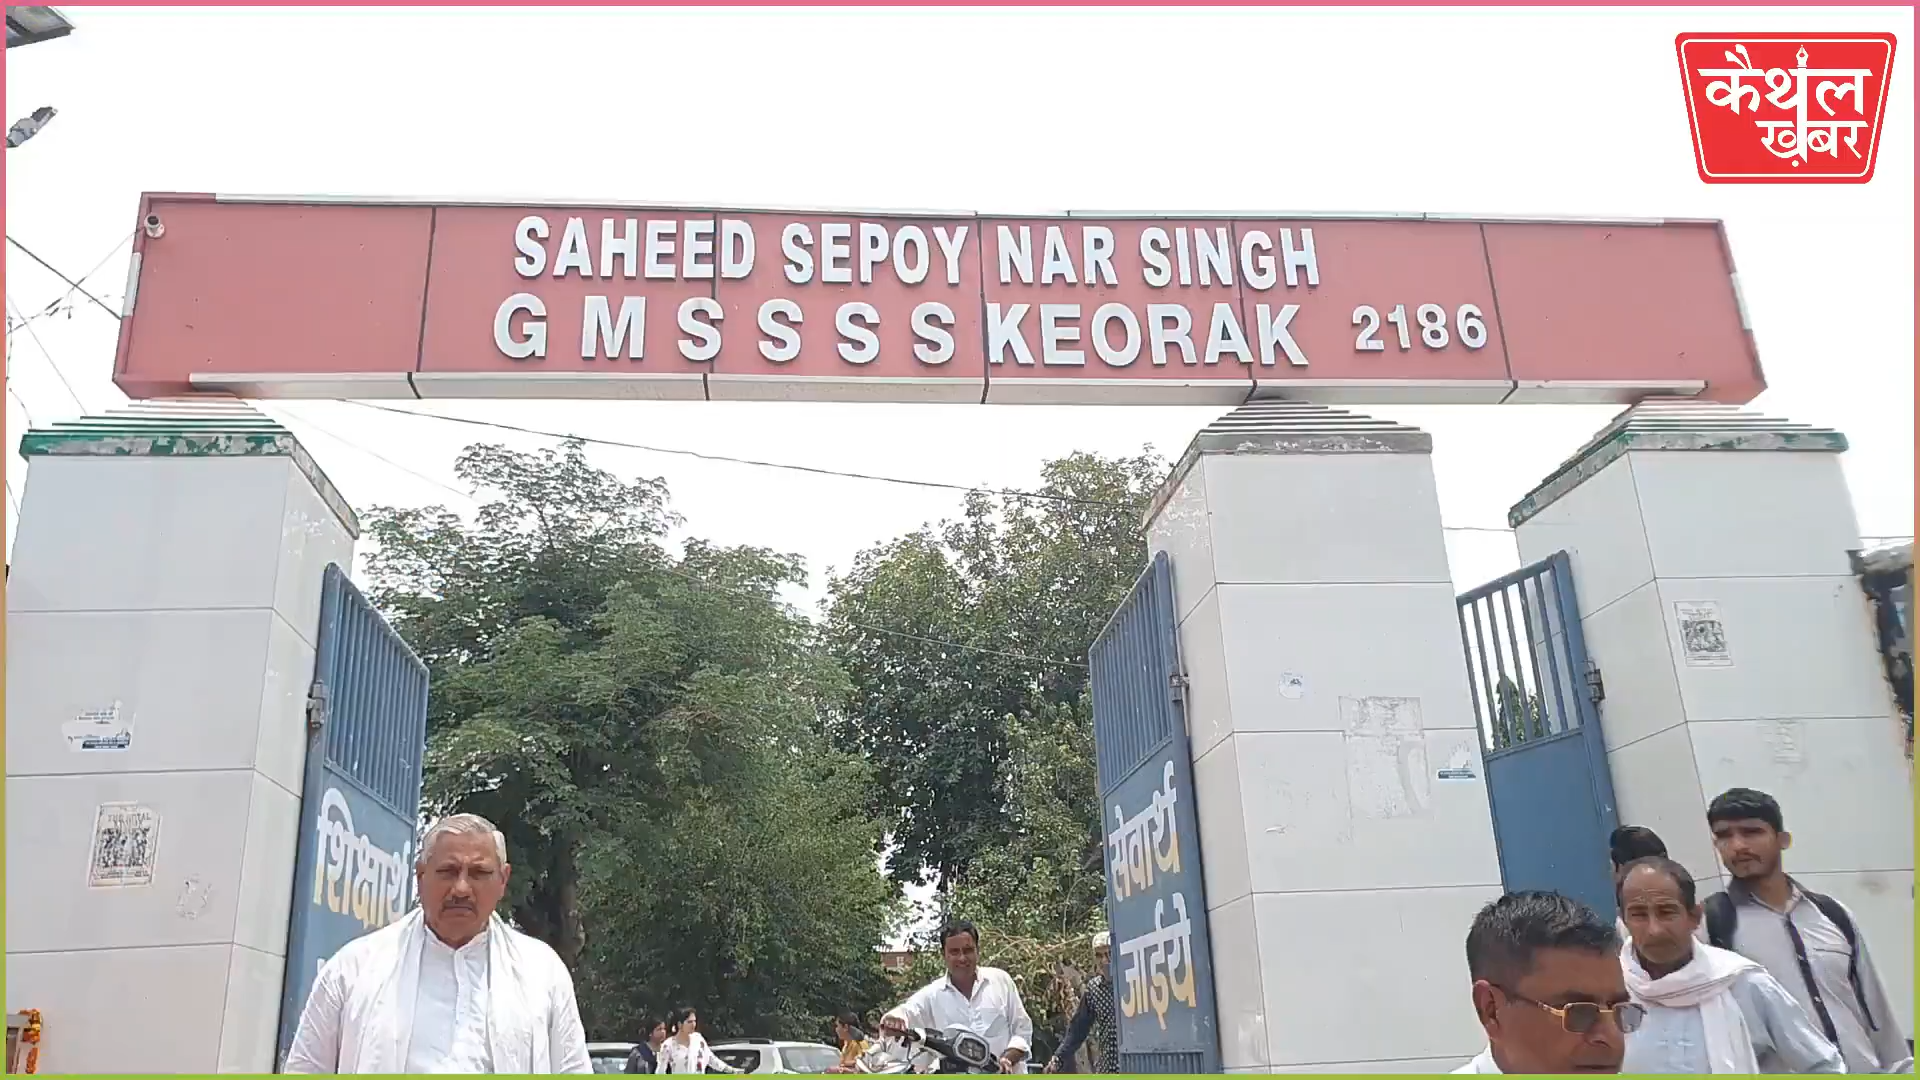 कैथल
ख़बर
SAHEED SEPOY NAR SINGH
G M S S S S KEORAK 2186
शिक्षार्थ
सेवार्थ
जाईये